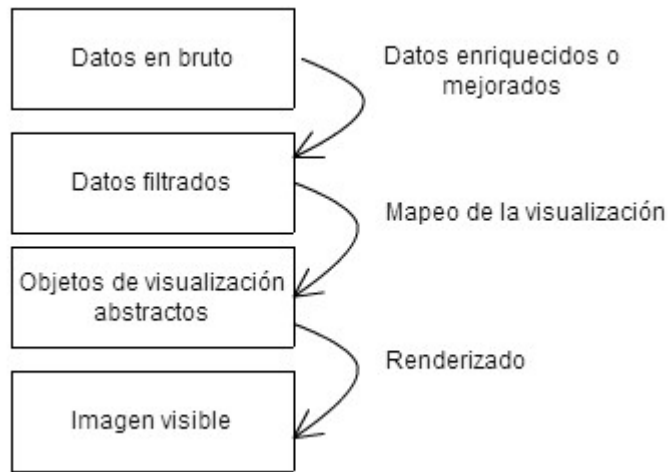 Datos en bruto
Datos enriquecidos o
mejorados
Datos filtrados
Mapeo de la visualización
Objetos de visualización
abstractos
Renderizado
Imagen visible